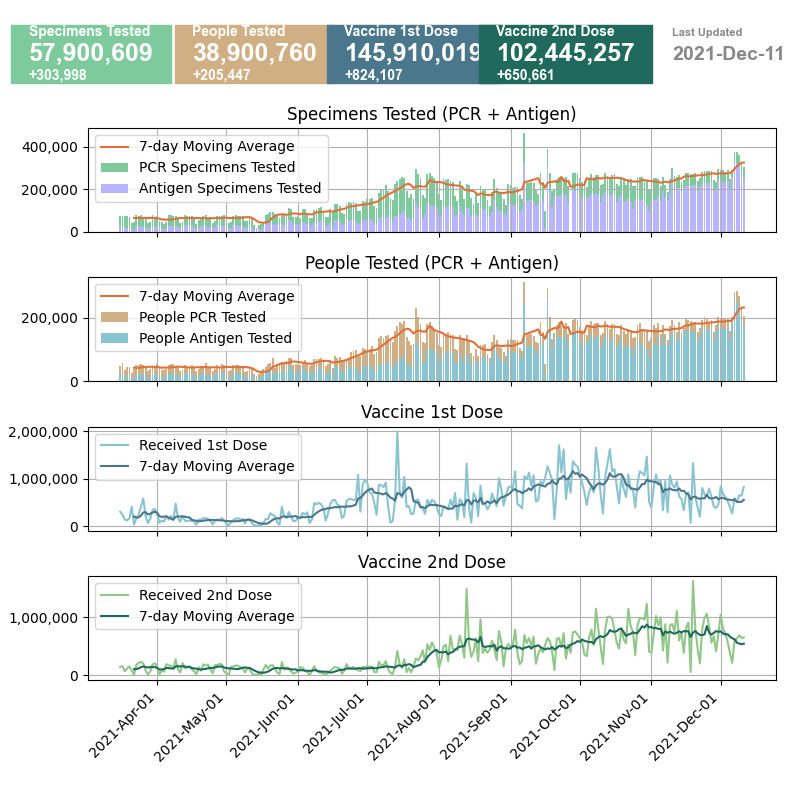 Specimens Tested
57,900,609
+303,998
People Tested
38,900,760
+205,447
Vaccine 1st Dose
145,910,019
+824,107
Vaccine 2nd Dose
102,445,257
+650,661
Last Updated
2021-Dec-11
Specimens Tested (PCR + Antigen)
400,000
200,000
0
7-day Moving Average
PCR Specimens Tested
Antigen Specimens Tested
People Tested (PCR + Antigen)
200,000
0
7-day Moving Average
People PCR Tested
People Antigen Tested
Vaccine 1st Dose
2,000,000
1,000,000
0
Received 1st Dose
7-day Moving Average
Vaccine 2nd Dose
1,000,000
0
Received 2nd Dose
7-day Moving Average
2021-Apr-01
2021-May-01
2021-Jun-01
2021-Jul-01
2021-Aug-01
2021-Sep-01
2021-Oct-01
2021-Nov-01
2021-Dec-01